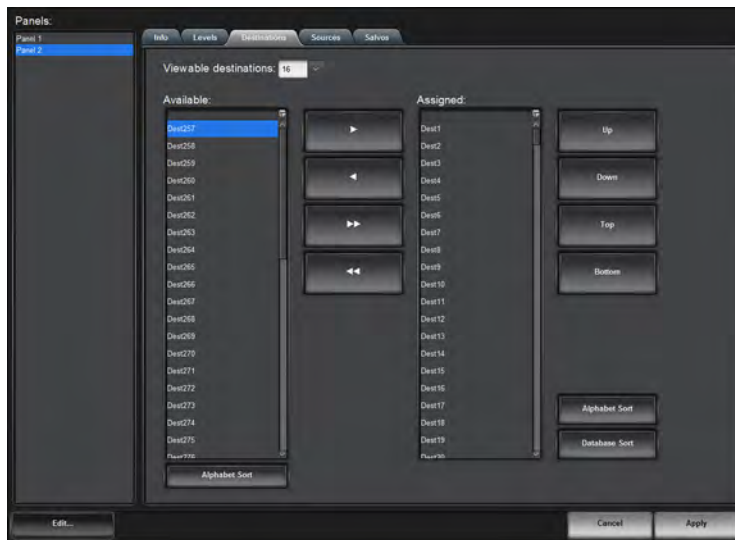 Panels:
Panel 1
Panel 2
Info
Levels
Destinations
Sources
Salvos
Viewable destinations: 16
Available:
Dest257
Dest258
Dest259
Dest260
Dest261
Dest262
Dest263
Dest264
Dest265
Dest266
Dest267
Dest268
Dest269
Dest270
Dest271
Dest272
Dest273
Dest274
Dest275
Dest276
Alphabet Sort
Assigned:
Dest1
Dest2
Dest3
Dest4
Dest5
Dest6
Dest7
Dest8
Dest9
Dest10
Dest11
Dest12
Dest13
Dest14
Dest15
Dest16
Dest17
Dest18
Dest19
Dest20
Up
Down
Top
Bottom
Alphabet Sort
Database Sort
Edit...
Cancel
Apply